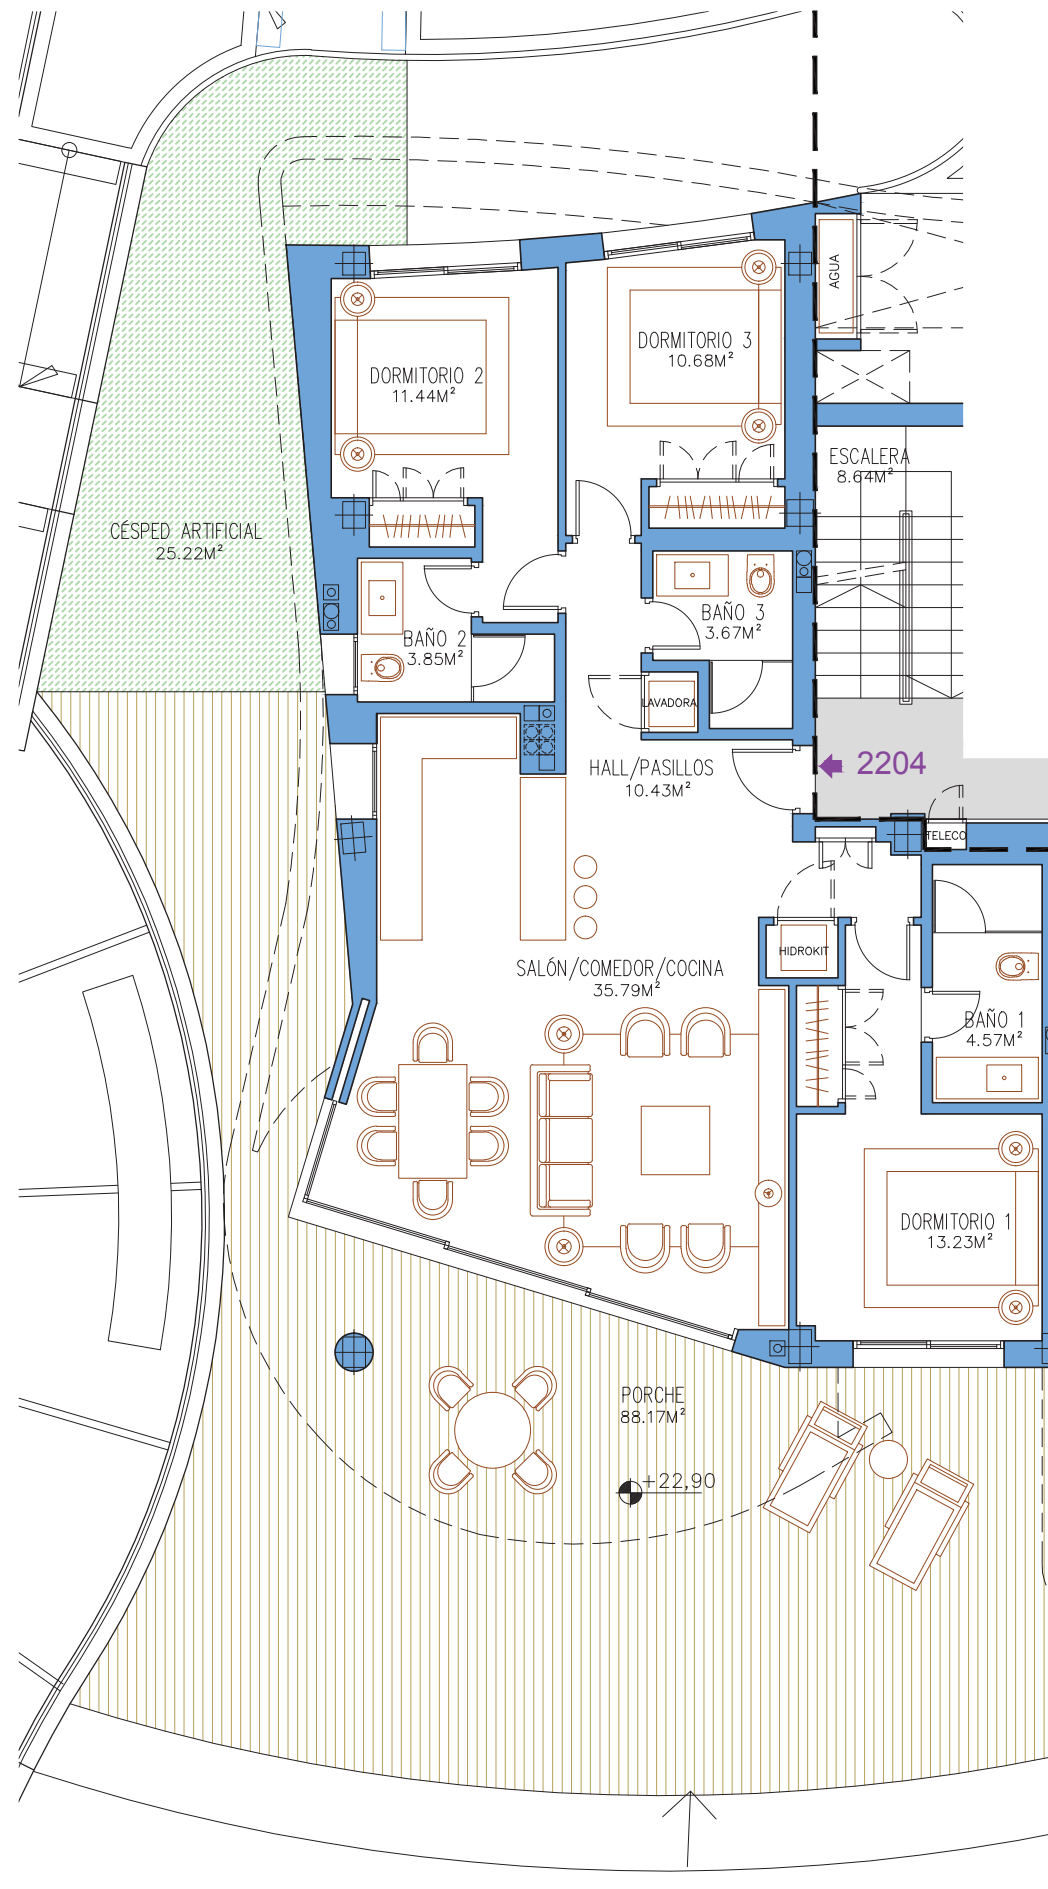 AGUA
DORMITORIO 3
10.68M²
DORMITORIO 2
11.44M²
ESCALERA
8.64M²
CÉSPED ARTIFICIAL
25.22M²
BAÑO 3
3.67M²
BAÑO 2
3.85M²
LAVADORA
2204
HALL/PASILLOS
10.43M²
TELECO
HIDROKIT
SALÓN/COMEDOR/COCINA
35.79M²
BAÑO 1
4.57M²
DORMITORIO 1
13.23M²
PORCHE
88.17M²
+22,90